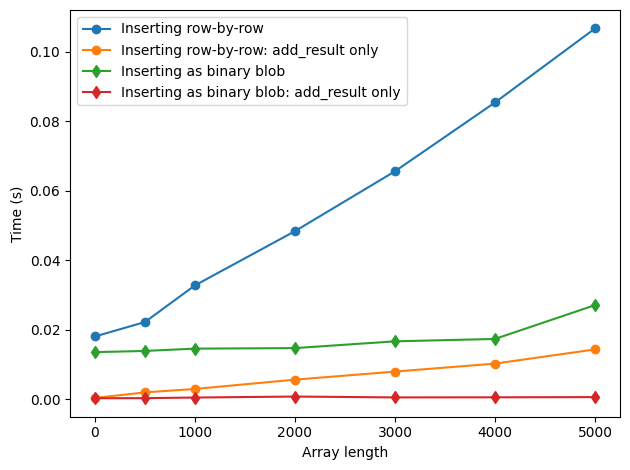 Inserting row-by-row
Inserting row-by-row: add_result only
Inserting as binary blob
Inserting as binary blob: add_result only
0.10
0.08
0.06
0.04
0.02
0.00
Time (s)
0 1000 2000 3000 4000 5000
Array length